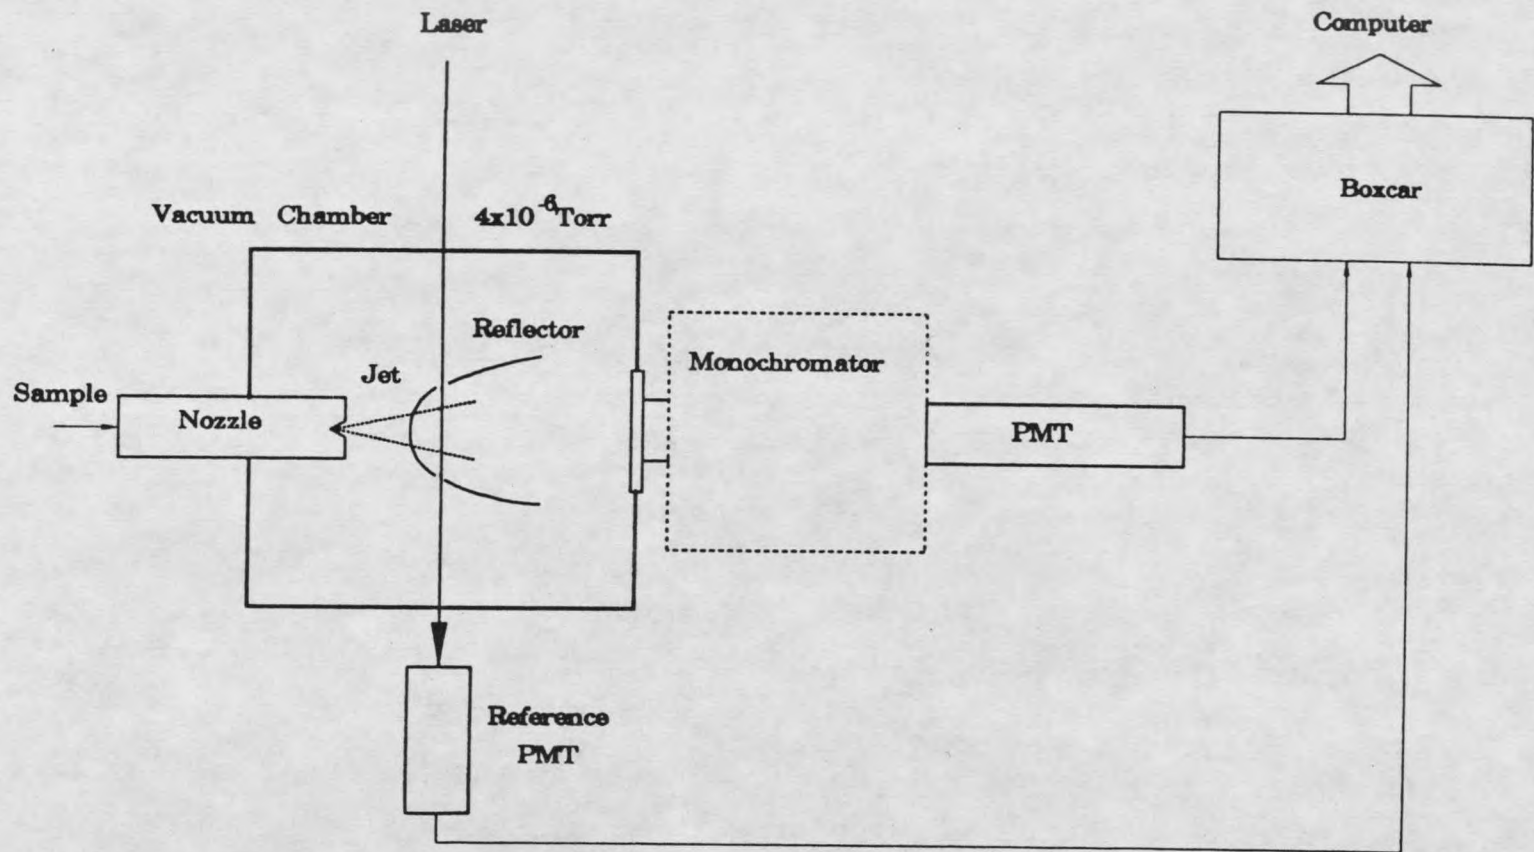 Laser
Computer
Boxcar
Vacuum Chamber 4x10⁻⁶Torr
Reflector
Jet
Monochromator
Sample
Nozzle
PMT
Reference
PMT